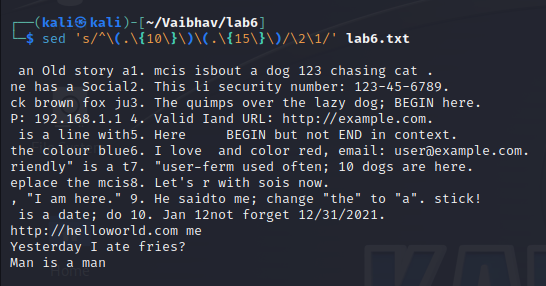 ┌──(kali㉿kali)-[~/Vaibhav/lab6]
└─$ sed 's/^\(.\{10\}\)\(.\{15\}\)/\2\1/' lab6.txt
 an Old story a1. mcis isbout a dog 123 chasing cat .
ne has a Social2. This li security number: 123-45-6789.
ck brown fox ju3. The quimps over the lazy dog; BEGIN here.
P: 192.168.1.1 4. Valid Iand URL: http://example.com.
 is a line with5. Here     BEGIN but not END in context.
the colour blue6. I love  and color red, email: user@example.com.
riendly" is a t7. "user-ferm used often; 10 dogs are here.
eplace the mcis8. Let's r with sois now.
, "I am here." 9. He saidto me; change "the" to "a". stick!
 is a date; do 10. Jan 12not forget 12/31/2021.
http://helloworld.com me
Yesterday I ate fries?
Man is a man